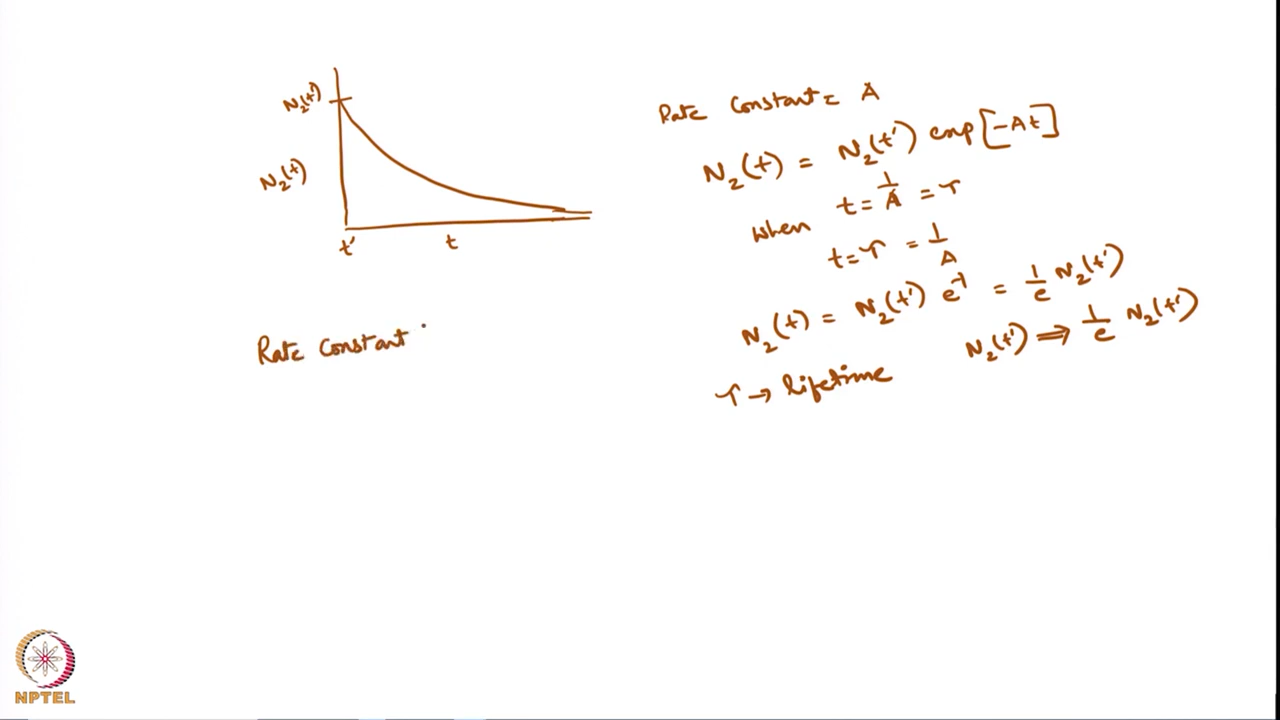 N₂(t')
N₂(t)
t'
t
Rate Constant
Rate Constant = A
N₂(t) = N₂(t') exp[-At]
when t = 1/A = τ
t = τ = 1/A
N₂(t) = N₂(t') e⁻¹ = 1/e N₂(t')
τ → lifetime N₂(t') ⟹ 1/e N₂(t')
NPTEL